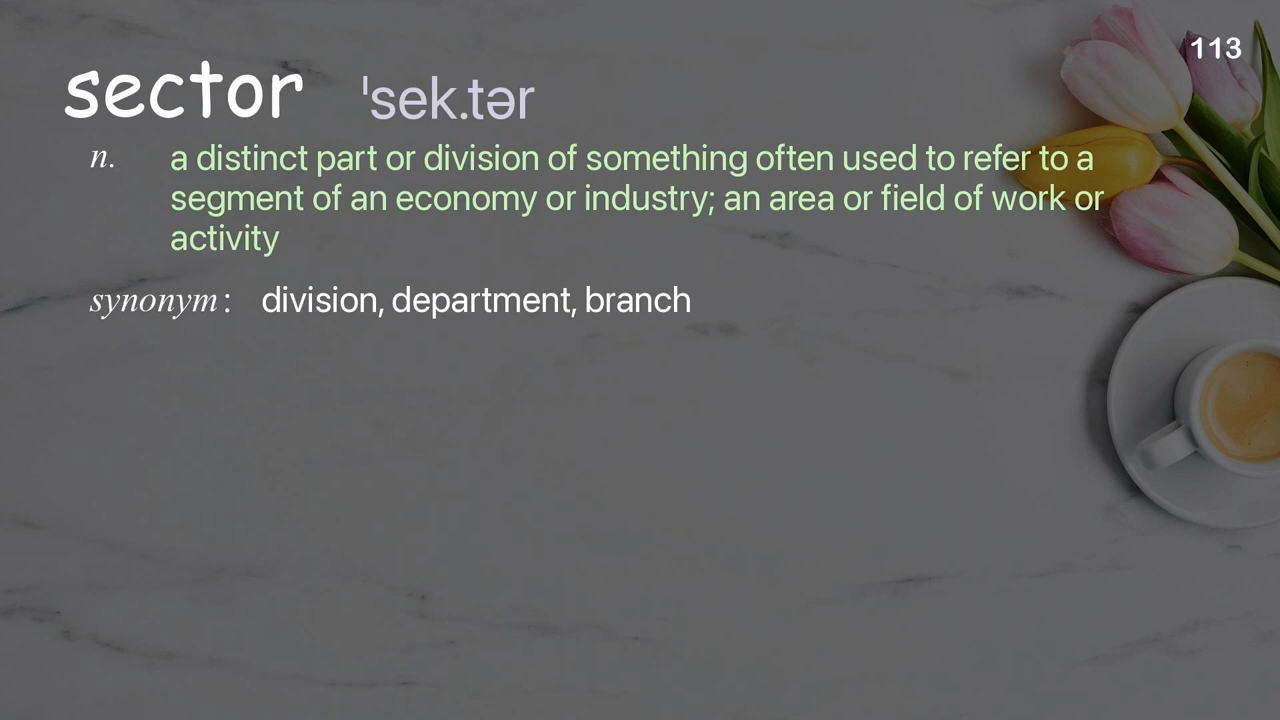 113
sector ˈsek.tər
n. a distinct part or division of something often used to refer to a
segment of an economy or industry; an area or field of work or
activity
synonym: division, department, branch